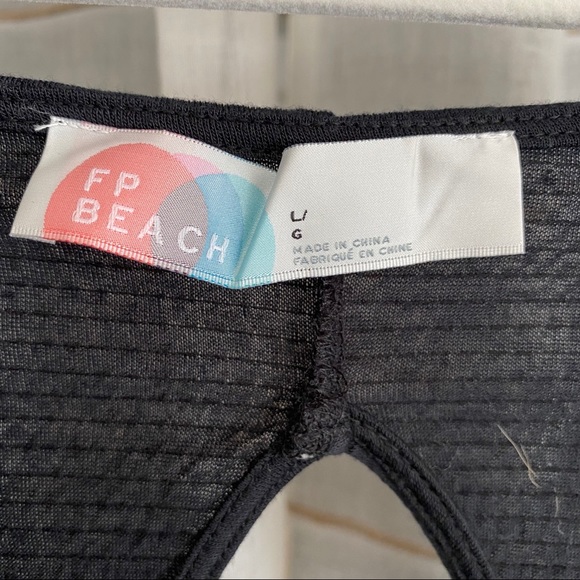 FP
BEACH
L/
G
MADE IN CHINA
FABRIQUÉ EN CHINE